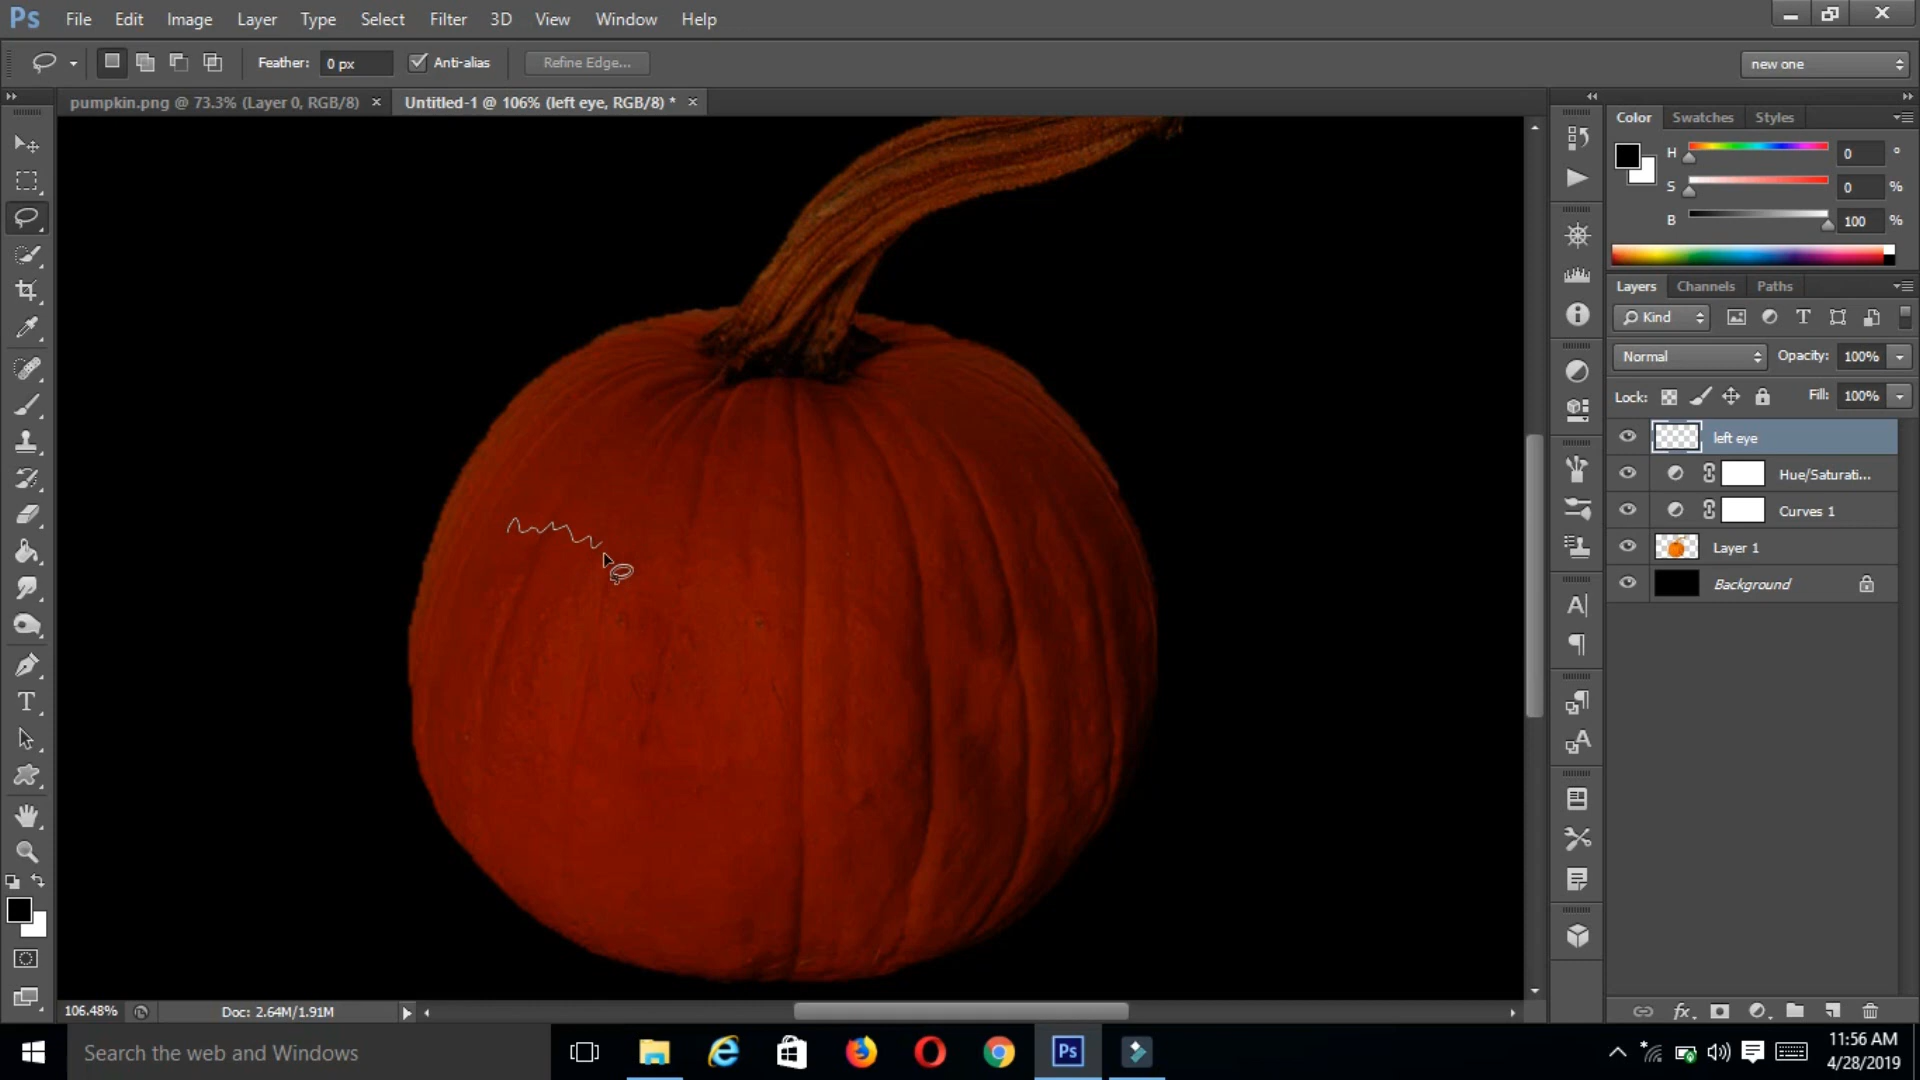 Ps File Edit Image Layer Type Select Filter 3D View Window Help
Feather: 0 px Anti-alias Refine Edge... new one
pumpkin.png @ 73.3% (Layer 0, RGB/8) × Untitled-1 @ 106% (left eye, RGB/8) * ×
Color Swatches Styles
H 0 °
S 0 %
B 100 %
Layers Channels Paths
Kind
Normal Opacity: 100%
Lock: Fill: 100%
left eye
Hue/Saturati...
Curves 1
Layer 1
Background
106.48% Doc: 2.64M/1.91M
Search the web and Windows
Ps
11:56 AM
4/28/2019